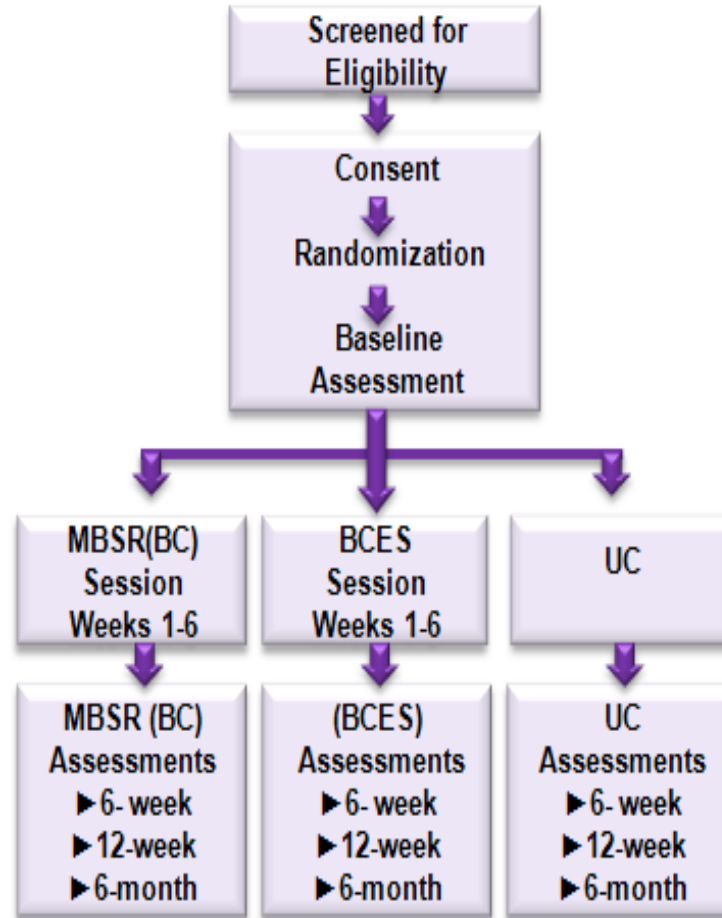 Screened for
Eligibility
Consent
Randomization
Baseline
Assessment
MBSR(BC)
Session
Weeks 1-6
BCES
Session
Weeks 1-6
UC
MBSR (BC)
Assessments
▶6- week
▶12-week
▶6-month
(BCES)
Assessments
▶6- week
▶12-week
▶6-month
UC
Assessments
▶6- week
▶12-week
▶6-month